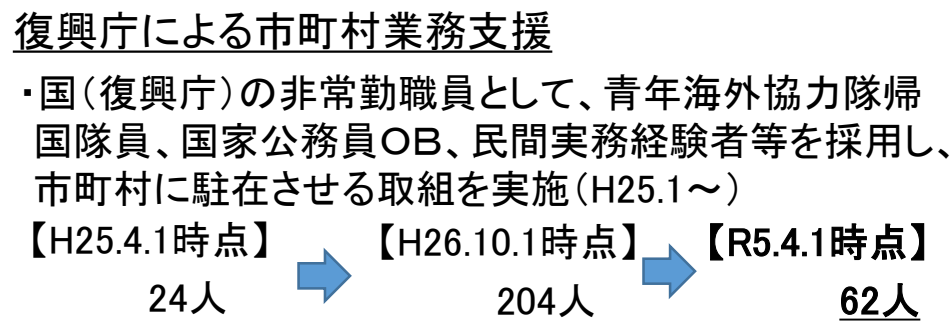 復興庁による市町村業務支援
・国（復興庁）の非常勤職員として、青年海外協力隊帰
国隊員、国家公務員ＯＢ、民間実務経験者等を採用し、
市町村に駐在させる取組を実施（H25.1～）
【H25.4.1時点】 【H26.10.1時点】 【R5.4.1時点】
24人 204人 62人